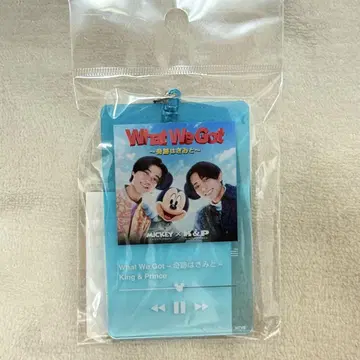 What We Got
～奇跡はきみと～
MICKEY × K&P
What We Got ～奇跡はきみと～
King & Prince